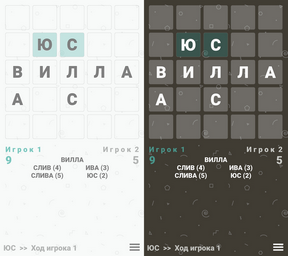 Ю С
В И Л Л А
А С
Игрок 1 Игрок 2
9 ВИЛЛА 5
СЛИВ (4) ИВА (3)
СЛИВА (5) ЮС (2)
ЮС >> Ход игрока 1
Ю С
В И Л Л А
А С
Игрок 1 Игрок 2
9 ВИЛЛА 5
СЛИВ (4) ИВА (3)
СЛИВА (5) ЮС (2)
ЮС >> Ход игрока 1